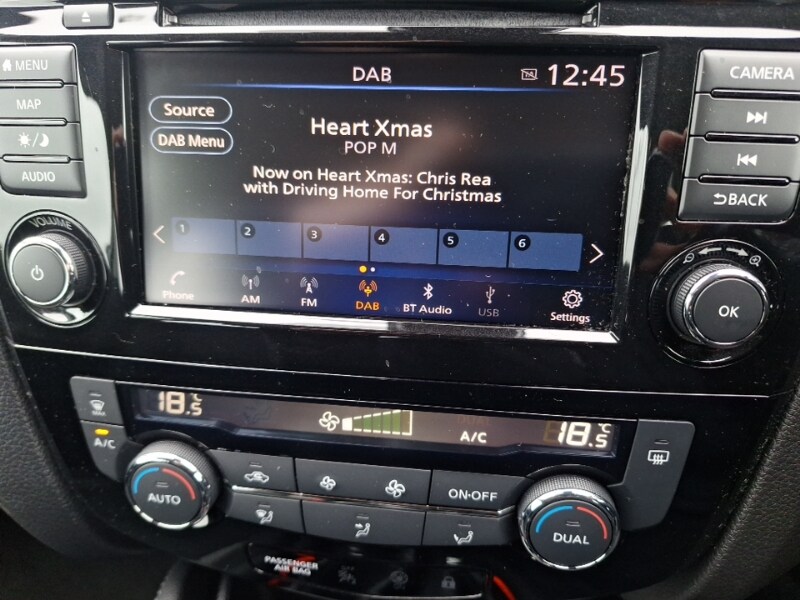 DAB
TA
12:45
Source
DAB Menu
Heart Xmas
POP M
Now on Heart Xmas: Chris Rea
with Driving Home For Christmas
1 2 3 4 5 6
Phone AM FM DAB BT Audio USB Settings
MENU
MAP
AUDIO
VOLUME
CAMERA
BACK
OK
18.5°C
A/C
18.5°C
A/C
AUTO
ON·OFF
DUAL
PASSENGER
AIR BAG